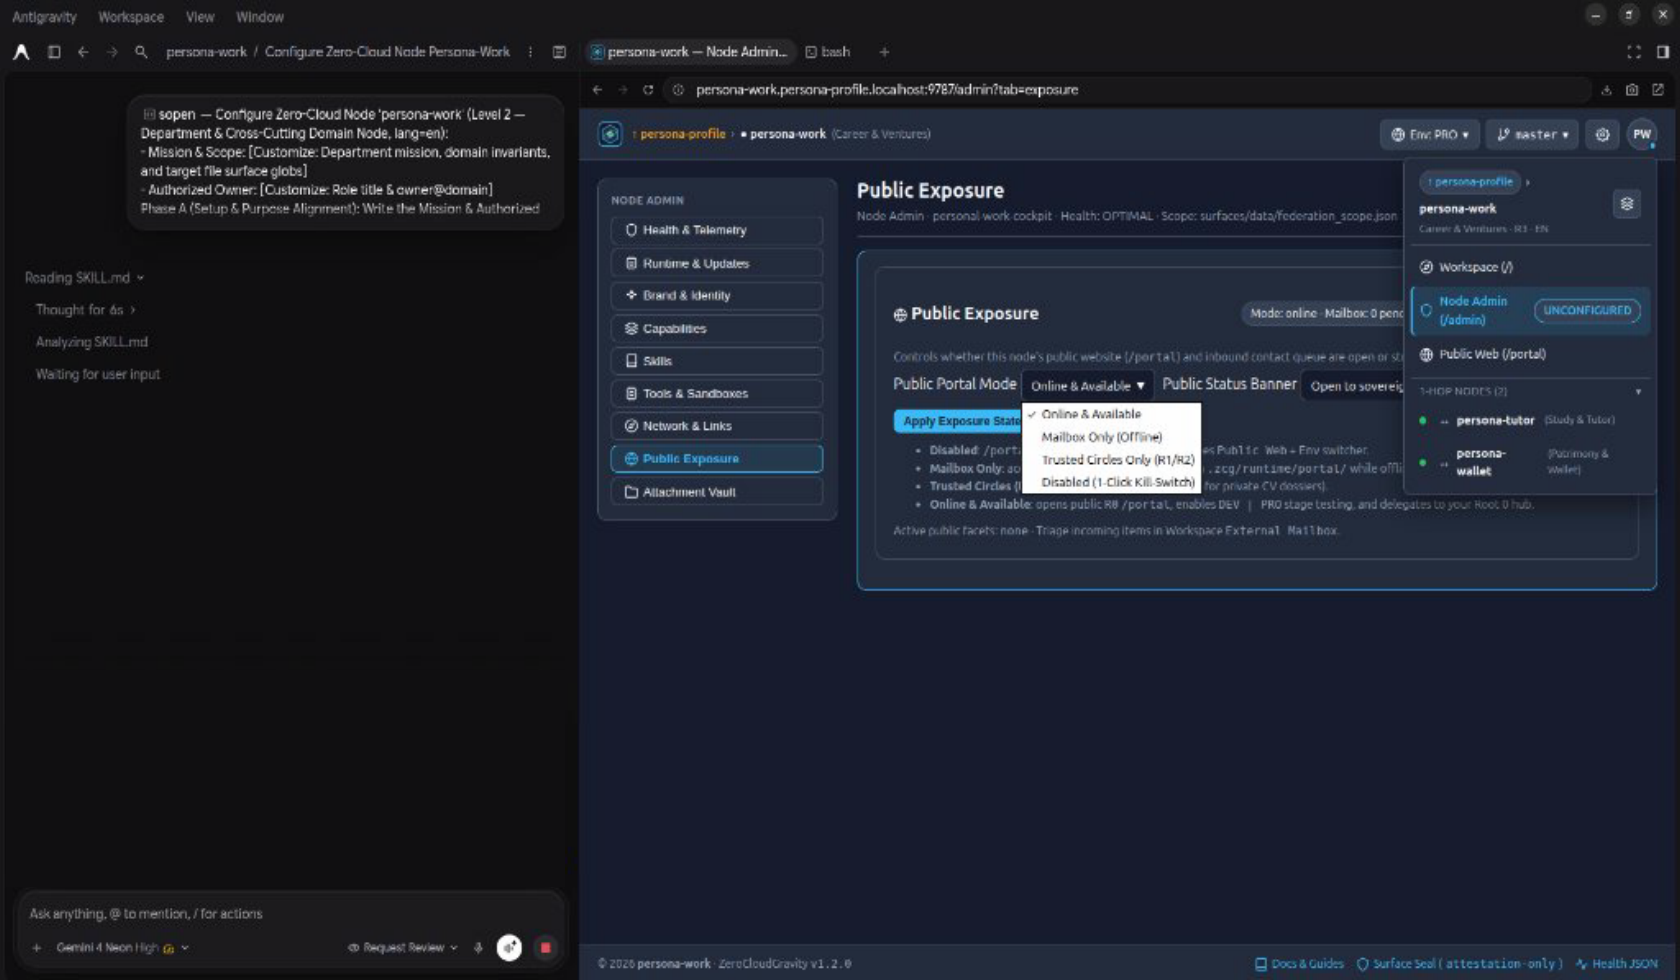 Antigravity Workspace View Window
persona-work / Configure Zero-Cloud Node Persona-Work
persona-work — Node Admin...
bash
sopen — Configure Zero-Cloud Node 'persona-work' (Level 2 —
Department & Cross-Cutting Domain Node, lang=en):
- Mission & Scope: [Customize: Department mission, domain invariants,
and target file surface globs]
- Authorized Owner: [Customize: Role title & owner@domain]
Phase A (Setup & Purpose Alignment): Write the Mission & Authorized
Reading SKILL.md
Thought for 6s
Analyzing SKILL.md
Waiting for user input
Ask anything, @ to mention, / for actions
Gemini 4 Neon High
Request Review
persona-work.persona-profile.localhost:9787/admin?tab=exposure
↑ persona-profile › • persona-work (Career & Ventures)
Env: PRO ▾
master ▾
PW
NODE ADMIN
Health & Telemetry
Runtime & Updates
Brand & Identity
Capabilities
Skills
Tools & Sandboxes
Network & Links
Public Exposure
Attachment Vault
Public Exposure
Node Admin · personal work cockpit · Health: OPTIMAL · Scope: surfaces/data/federation_scope.json
Public Exposure
Mode: online · Mailbox: 0
Controls whether this node's public website (/portal) and inbound contact queue are open or
Public Portal Mode
Online & Available ▼
Public Status Banner
Open to
Apply Exposure State
✓ Online & Available
Mailbox Only (Offline)
Trusted Circles Only (R1/R2)
Disabled (1-Click Kill-Switch)
• Disabled: Public Web + Env switcher.
• Mailbox Only: .zcg/runtime/portal/ while
• Trusted Circles for private CV dossiers).
• Online & Available: opens public R0 /portal, enables DEV | PRO stage testing, and delegates to your Root 0 hub.
Active public facets: none · Triage incoming items in Workspace External Mailbox.
↑ persona-profile ›
persona-work
Career & Ventures · R3 · EN
Workspace (/)
Node Admin
(/admin)
UNCONFIGURED
Public Web (/portal)
1-HOP NODES (2)
persona-tutor (Study & Tutor)
persona-
wallet
(Patrimony &
Wallet)
© 2026 persona-work · ZeroCloudGravity v1.2.0
Docs & Guides
Surface Seal ( attestation-only )
Health JSON